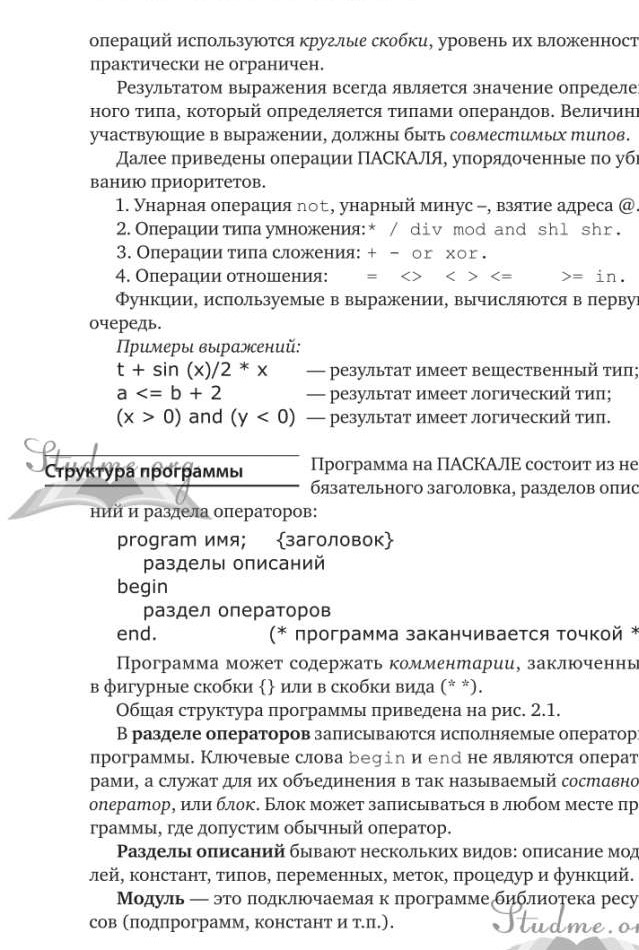 операций используются круглые скобки, уровень их вложенност
практически не ограничен.
Результатом выражения всегда является значение определе
ного типа, который определяется типами операндов. Величин
участвующие в выражении, должны быть совместимых типов.
Далее приведены операции ПАСКАЛЯ, упорядоченные по уб
ванию приоритетов.
1. Унарная операция not, унарный минус –, взятие адреса @.
2. Операции типа умножения: * / div mod and shl shr.
3. Операции типа сложения: + - or xor.
4. Операции отношения: = <> < > <= >= in.
Функции, используемые в выражении, вычисляются в перву
очередь.
Примеры выражений:
t + sin (x)/2 * x — результат имеет вещественный тип;
a <= b + 2 — результат имеет логический тип;
(x > 0) and (y < 0) — результат имеет логический тип.
Studme.org
Структура программы
Программа на ПАСКАЛЕ состоит из не
бязательного заголовка, разделов опис
ний и раздела операторов:
program имя; {заголовок}
разделы описаний
begin
раздел операторов
end. (* программа заканчивается точкой *
Программа может содержать комментарии, заключенны
в фигурные скобки {} или в скобки вида (* *).
Общая структура программы приведена на рис. 2.1.
В разделе операторов записываются исполняемые оператор
программы. Ключевые слова begin и end не являются операт
рами, а служат для их объединения в так называемый составно
оператор, или блок. Блок может записываться в любом месте пр
граммы, где допустим обычный оператор.
Разделы описаний бывают нескольких видов: описание мод
лей, констант, типов, переменных, меток, процедур и функций.
Модуль — это подключаемая к программе библиотека ресу
сов (подпрограмм, констант и т.п.).
Studme.o